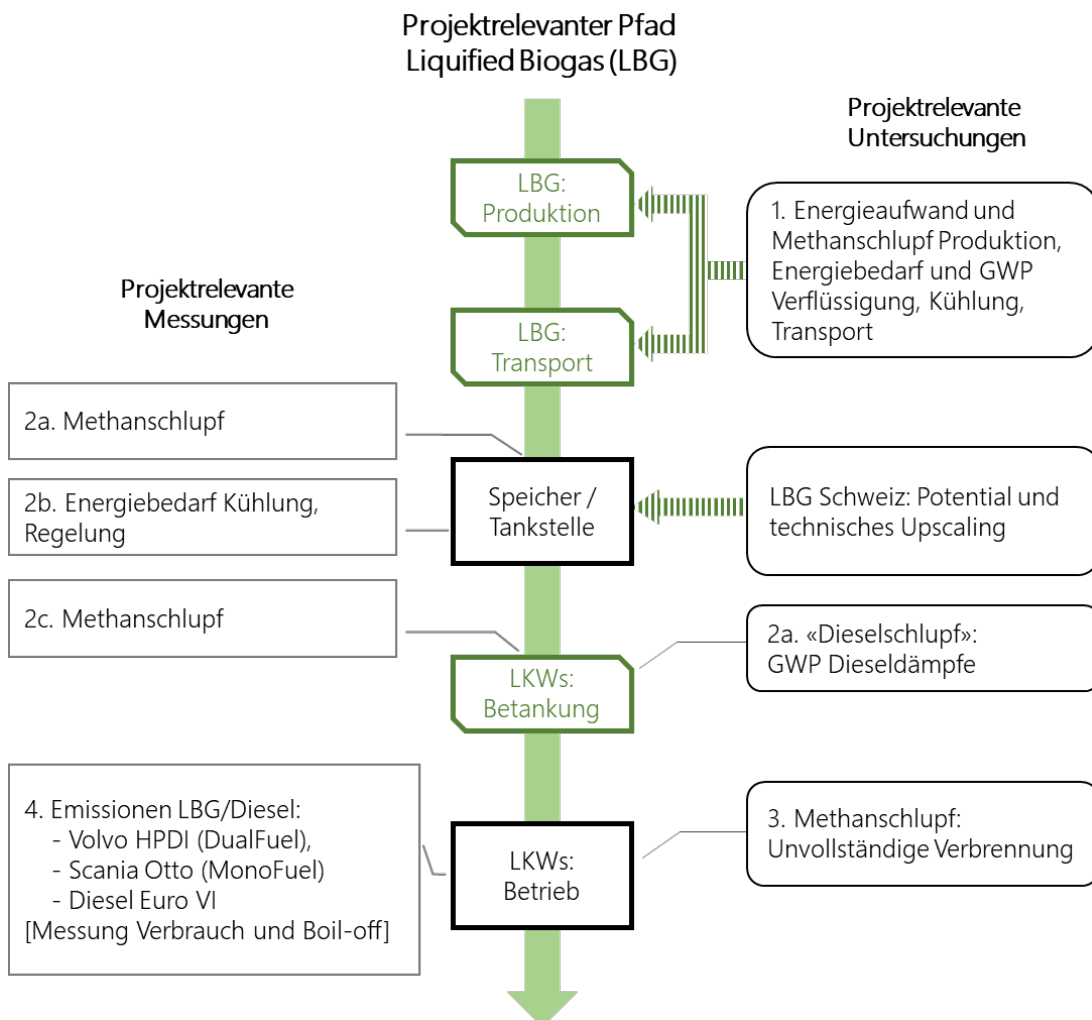 Projektrelevanter Pfad
Liquified Biogas (LBG)
Projektrelevante
Untersuchungen
LBG:
Produktion
1. Energieaufwand und
Methanschlupf Produktion,
Energiebedarf und GWP
Verflüssigung, Kühlung,
Transport
Projektrelevante
Messungen
LBG:
Transport
2a. Methanschlupf
2b. Energiebedarf Kühlung,
Regelung
Speicher /
Tankstelle
LBG Schweiz: Potential und
technisches Upscaling
2c. Methanschlupf
LKWs:
Betankung
2a. «Dieselschlupf»:
GWP Dieseldämpfe
4. Emissionen LBG/Diesel:
- Volvo HPDI (DualFuel),
- Scania Otto (MonoFuel)
- Diesel Euro VI
[Messung Verbrauch und Boil-off]
LKWs:
Betrieb
3. Methanschlupf:
Unvollständige Verbrennung